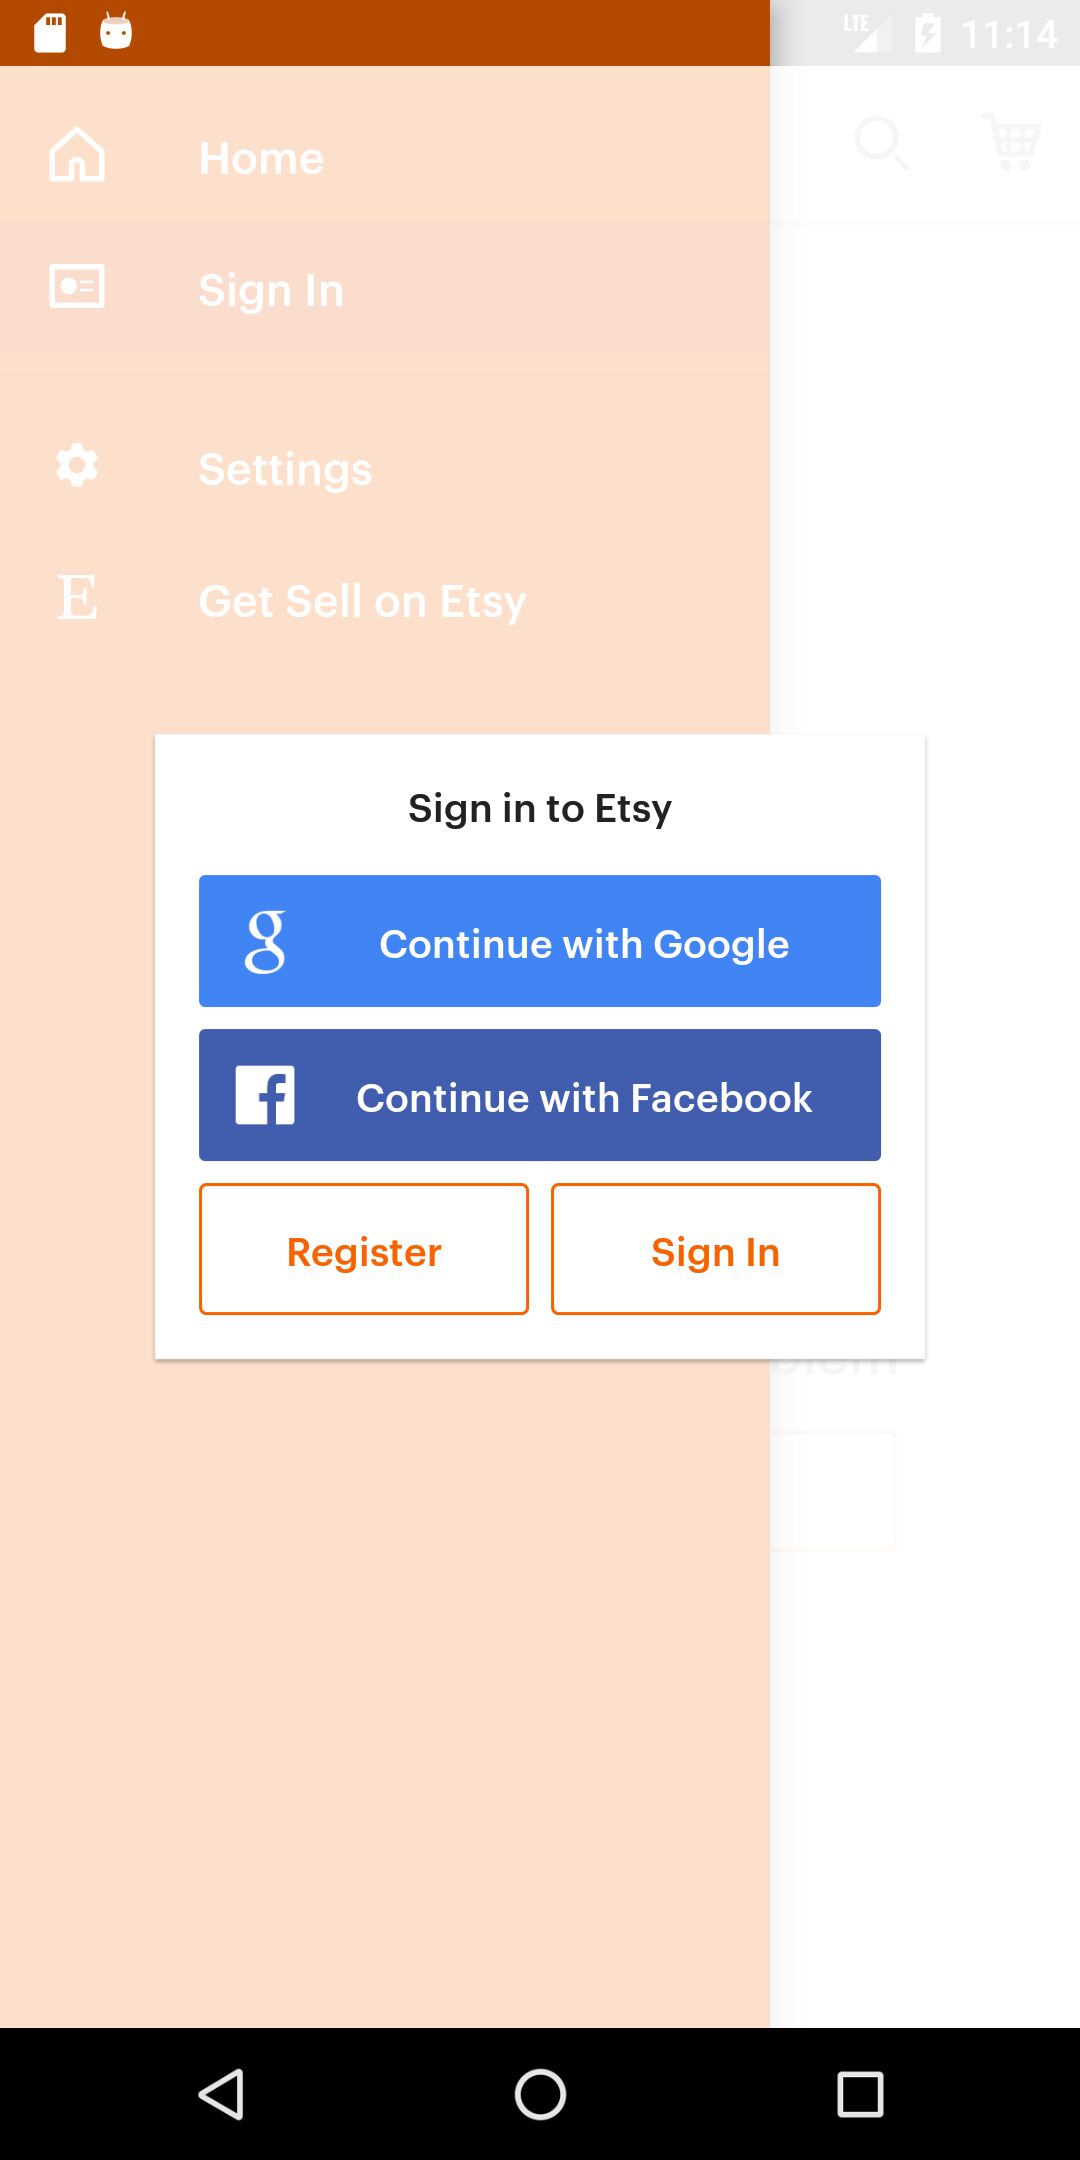 LTE 11:14
Home
Sign In
Settings
E Get Sell on Etsy
Sign in to Etsy
g Continue with Google
f Continue with Facebook
Register Sign In